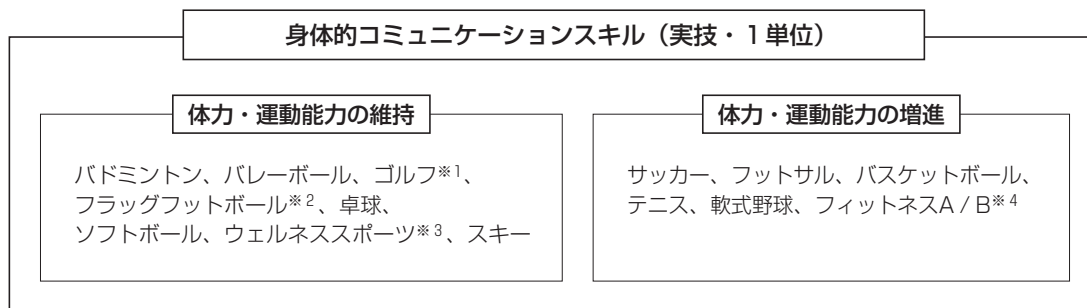 身体的コミュニケーションスキル（実技・１単位）
体力・運動能力の維持
バドミントン、バレーボール、ゴルフ※１、
フラッグフットボール※２、卓球、
ソフトボール、ウェルネススポーツ※３、スキー
体力・運動能力の増進
サッカー、フットサル、バスケットボール、
テニス、軟式野球、フィットネスA / B※４